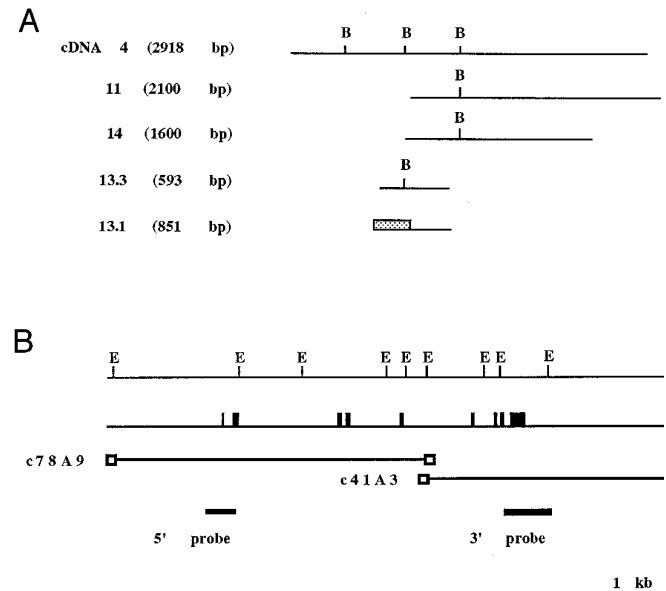 A
B B B
cDNA 4 (2918 bp)
B
11 (2100 bp)
B
14 (1600 bp)
B
13.3 (593 bp)
13.1 (851 bp)
B
E E E E E E E E E
c78A9
c41A3
5' probe 3' probe
1 kb